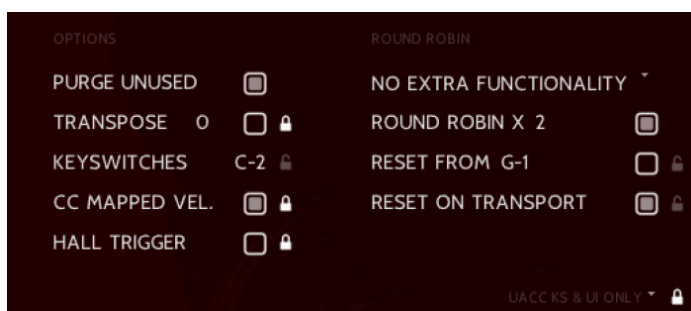 OPTIONS
PURGE UNUSED
TRANSPOSE 0
KEYSWITCHES C-2
CC MAPPED VEL.
HALL TRIGGER
ROUND ROBIN
NO EXTRA FUNCTIONALITY
ROUND ROBIN X 2
RESET FROM G-1
RESET ON TRANSPORT
UACC KS & UI ONLY